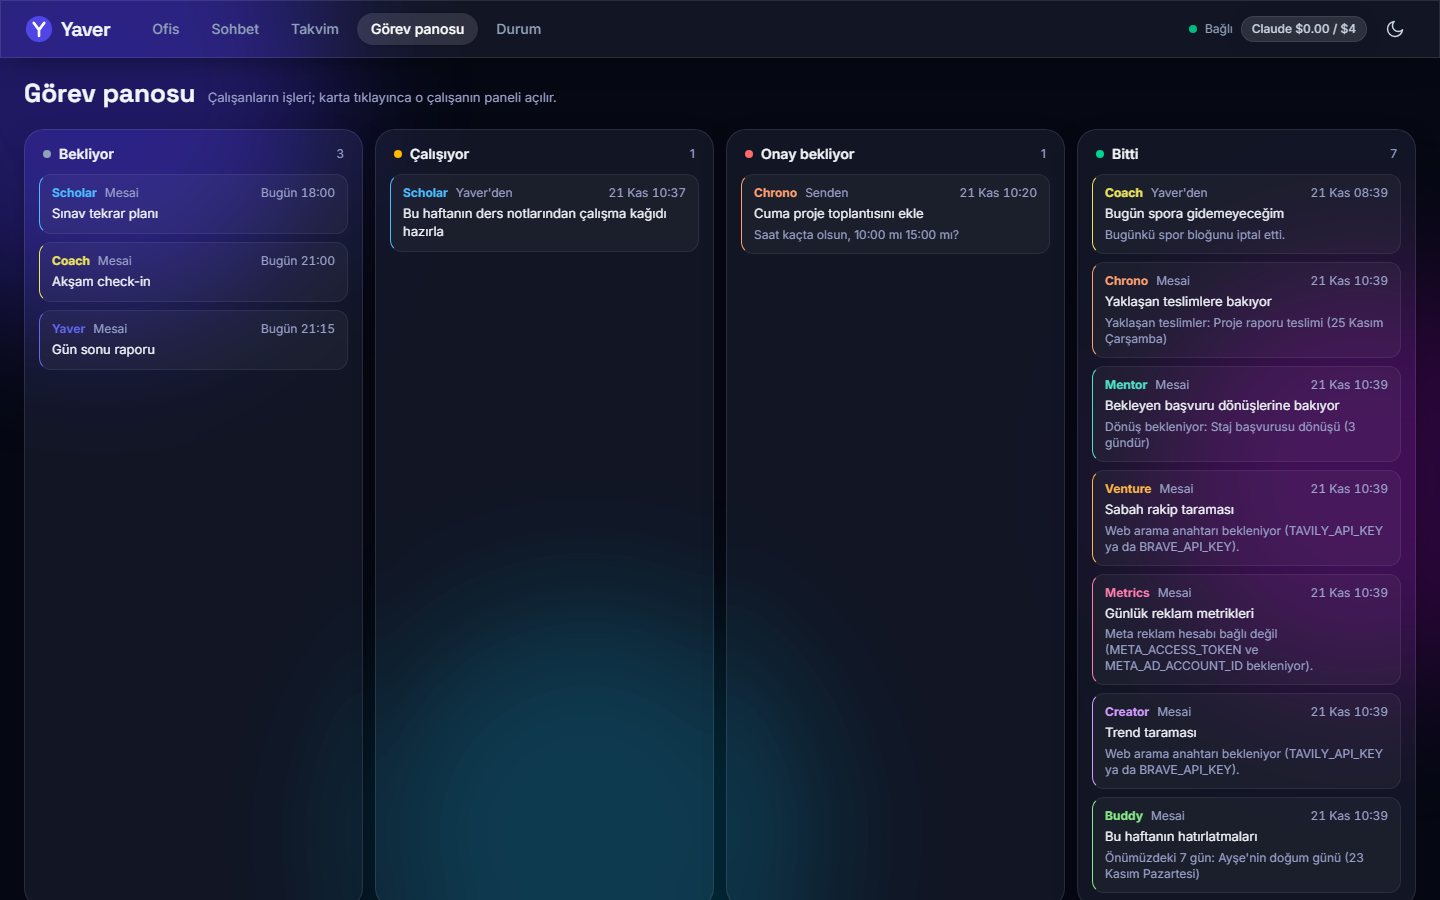 Yaver
Ofis
Sohbet
Takvim
Görev panosu
Durum
Bağlı
Claude $0.00 / $4
Görev panosu
Çalışanların işleri; karta tıklayınca o çalışanın paneli açılır.
Bekliyor 3
Scholar Mesai Bugün 18:00
Sınav tekrar planı
Coach Mesai Bugün 21:00
Akşam check-in
Yaver Mesai Bugün 21:15
Gün sonu raporu
Çalışıyor 1
Scholar Yaver'den 21 Kas 10:37
Bu haftanın ders notlarından çalışma kağıdı
hazırla
Onay bekliyor 1
Chrono Senden 21 Kas 10:20
Cuma proje toplantısını ekle
Saat kaçta olsun, 10:00 mı 15:00 mı?
Bitti 7
Coach Yaver'den 21 Kas 08:39
Bugün spora gidemeyeceğim
Bugünkü spor bloğunu iptal etti.
Chrono Mesai 21 Kas 10:39
Yaklaşan teslimlere bakıyor
Yaklaşan teslimler: Proje raporu teslimi (25 Kasım
Çarşamba)
Mentor Mesai 21 Kas 10:39
Bekleyen başvuru dönüşlerine bakıyor
Dönüş bekleniyor: Staj başvurusu dönüşü (3
gündür)
Venture Mesai 21 Kas 10:39
Sabah rakip taraması
Web arama anahtarı bekleniyor (TAVILY_API_KEY
ya da BRAVE_API_KEY).
Metrics Mesai 21 Kas 10:39
Günlük reklam metrikleri
Meta reklam hesabı bağlı değil
(META_ACCESS_TOKEN ve
META_AD_ACCOUNT_ID bekleniyor).
Creator Mesai 21 Kas 10:39
Trend taraması
Web arama anahtarı bekleniyor (TAVILY_API_KEY
ya da BRAVE_API_KEY).
Buddy Mesai 21 Kas 10:39
Bu haftanın hatırlatmaları
Önümüzdeki 7 gün: Ayşe'nin doğum günü (23
Kasım Pazartesi)